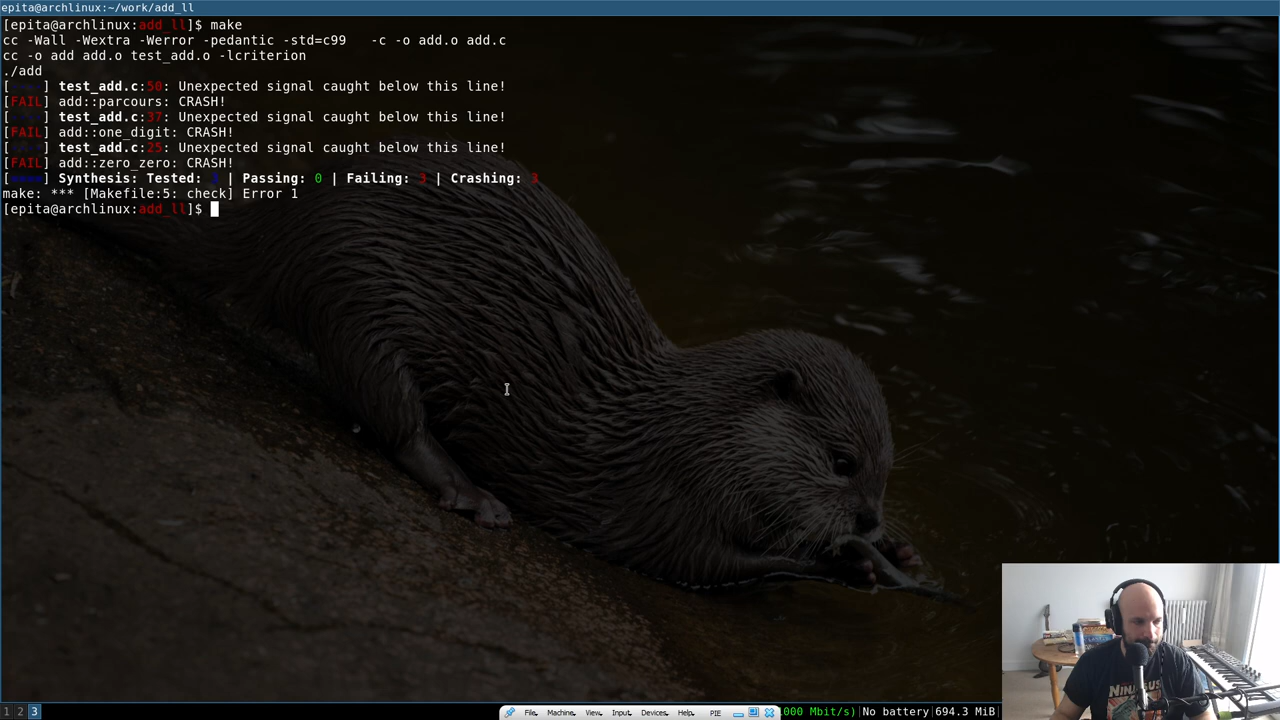 epita@archlinux:~/work/add_ll
[epita@archlinux:add_ll]$ make
cc -Wall -Wextra -Werror -pedantic -std=c99   -c -o add.o add.c
cc -o add add.o test_add.o -lcriterion
./add
[----] test_add.c:50: Unexpected signal caught below this line!
[FAIL] add::parcours: CRASH!
[----] test_add.c:37: Unexpected signal caught below this line!
[FAIL] add::one_digit: CRASH!
[----] test_add.c:25: Unexpected signal caught below this line!
[FAIL] add::zero_zero: CRASH!
[====] Synthesis: Tested: 3 | Passing: 0 | Failing: 3 | Crashing: 3
make: *** [Makefile:5: check] Error 1
[epita@archlinux:add_ll]$
1 2 3
File Machine View Input Devices Help PIE
000 Mbit/s)|No battery|694.3 MiB